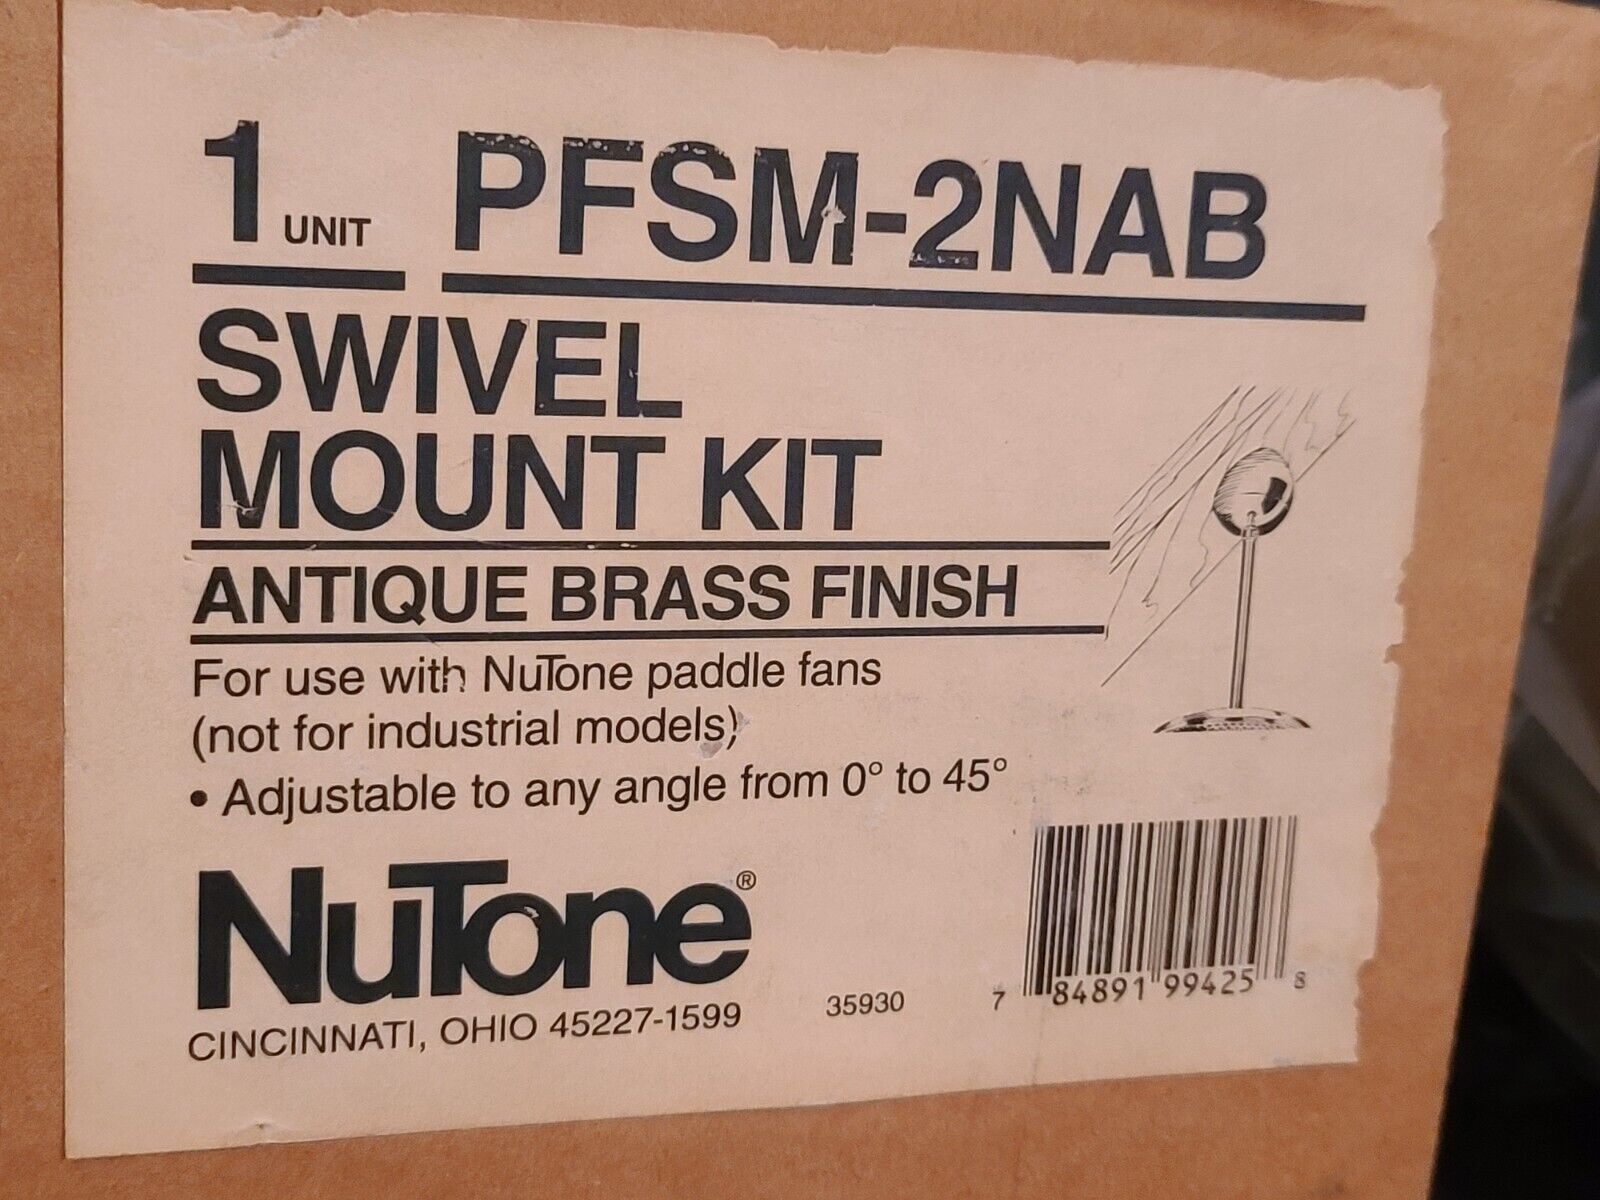 1 UNIT PFSM-2NAB
SWIVEL
MOUNT KIT
ANTIQUE BRASS FINISH
For use with NuTone paddle fans
(not for industrial models)
• Adjustable to any angle from 0° to 45°
NuTone®
CINCINNATI, OHIO 45227-1599 35930
7 84891 99425 8